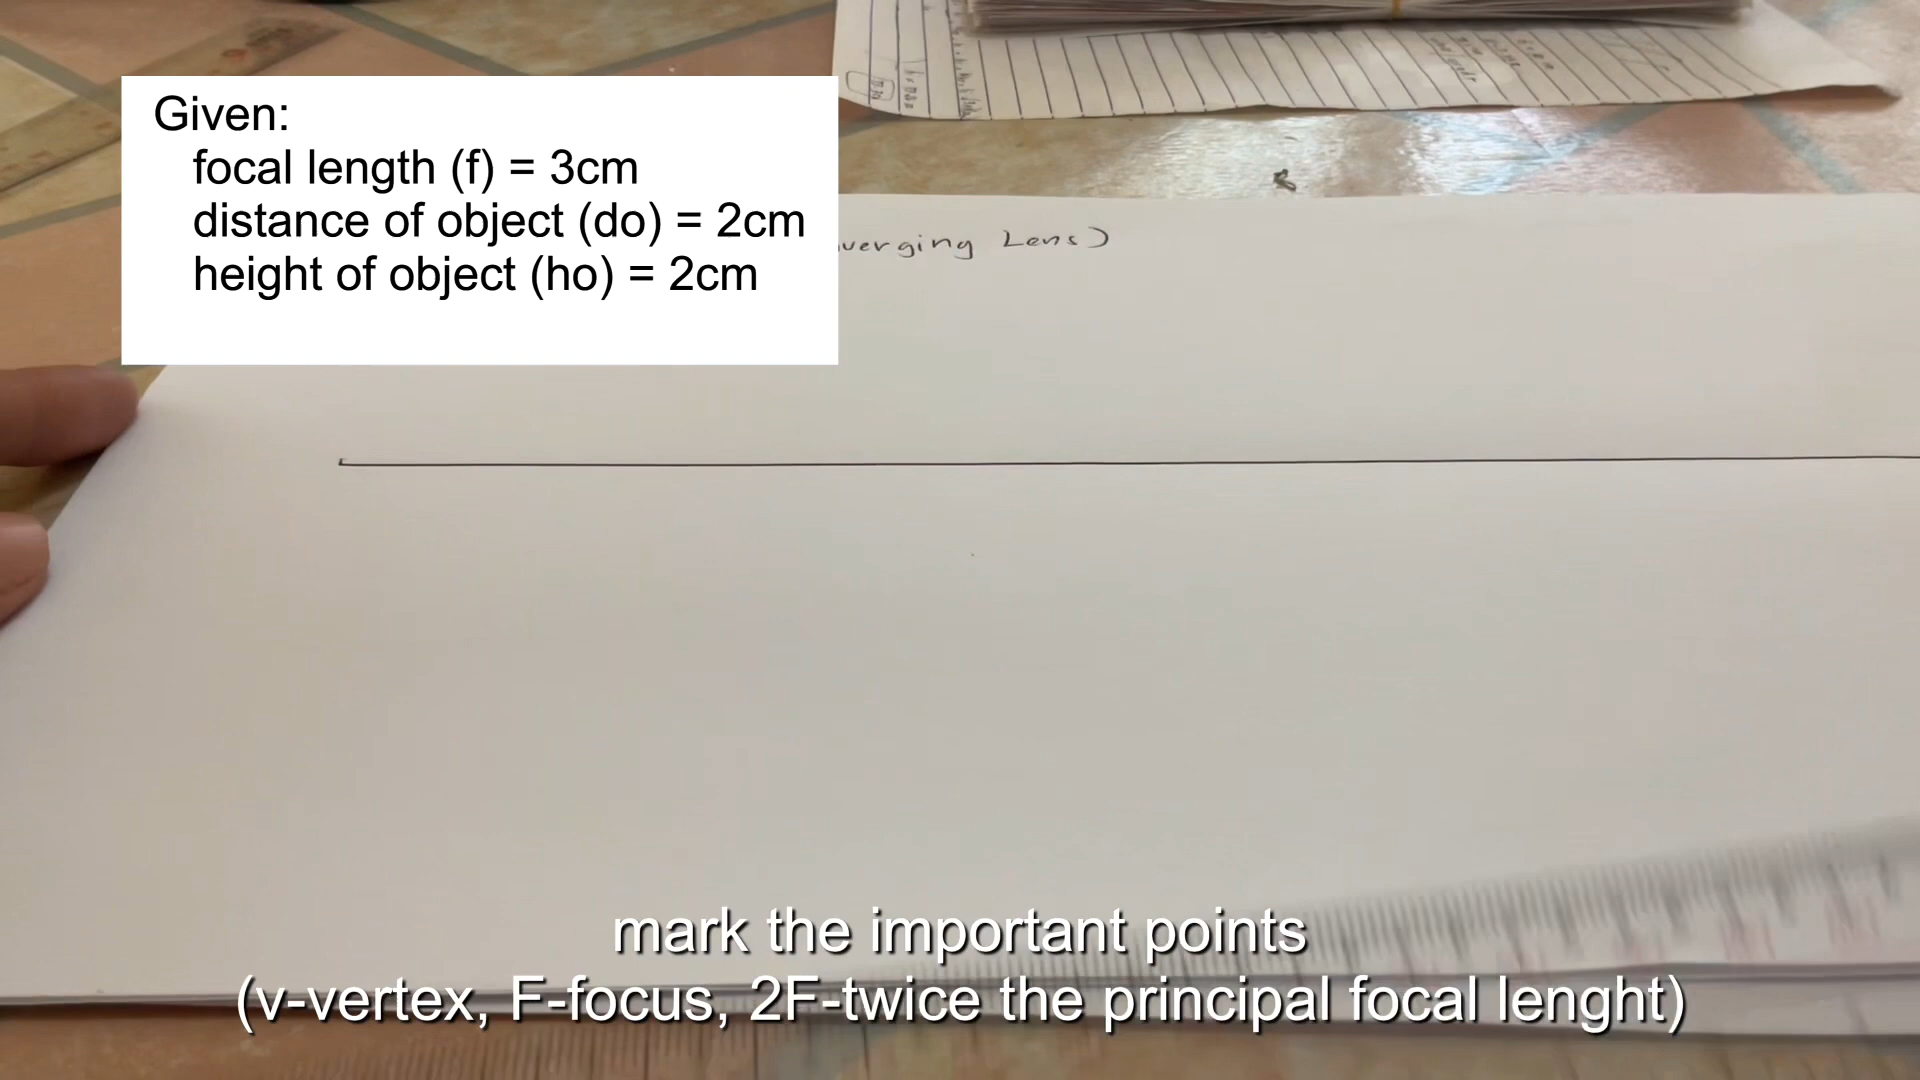 Given:
focal length (f) = 3cm
distance of object (do) = 2cm
height of object (ho) = 2cm
verging Lens)
mark the important points
(v-vertex, F-focus, 2F-twice the principal focal lenght)